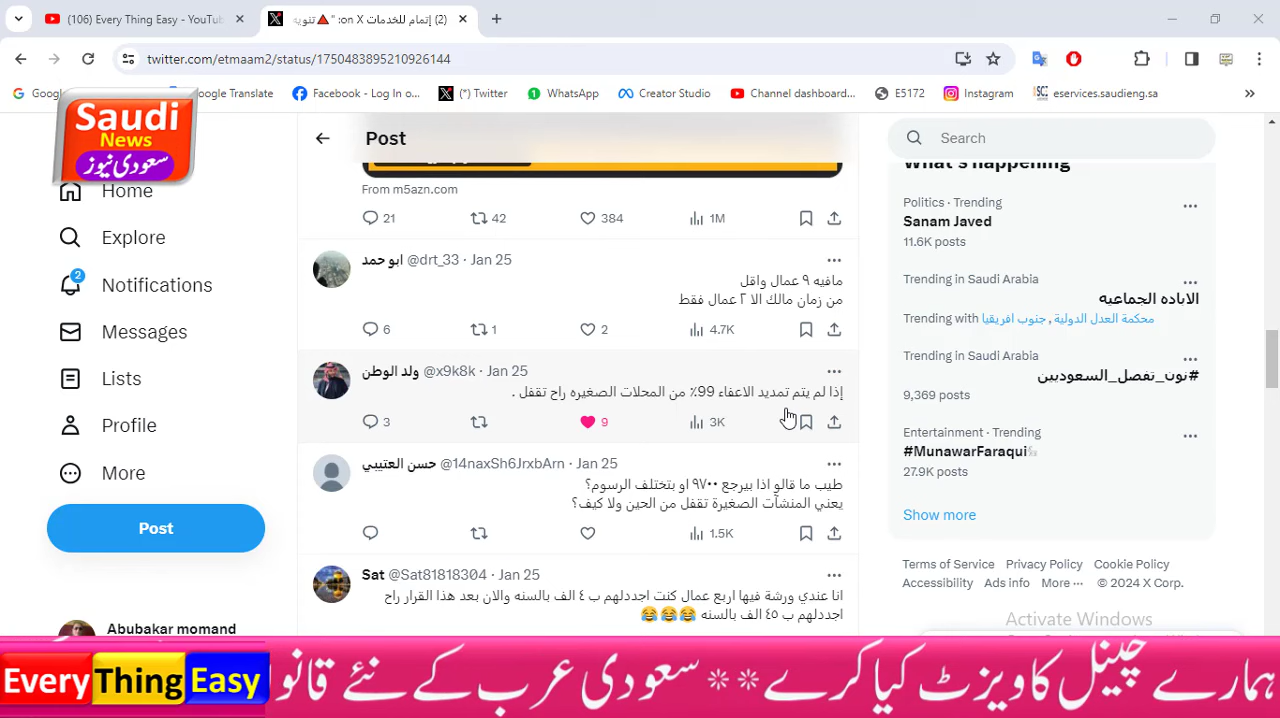 (106) Every Thing Easy - YouTu
(2) إتمام للخدمات on X: "🔺تنويه
twitter.com/etmaam2/status/1750483395210926144
Google Translate
Facebook - Log In o...
(*) Twitter
WhatsApp
Creator Studio
Channel dashboard...
E5172
Instagram
eservices.saudieng.sa
Saudi
News
سعودی نیوز
Home
Explore
2
Notifications
Messages
Lists
Profile
More
Post
Abubakar momand
Post
From m5azn.com
21
42
384
1M
ابو حمد @drt_33 · Jan 25
مافيه ٩ عمال واقل
من زمان مالك الا ٢ عمال فقط
6
1
2
4.7K
ولد الوطن @x9k8k · Jan 25
إذا لم يتم تمديد الاعفاء 99٪ من المحلات الصغيره راح تقفل .
3
9
3K
حسن العتيبي @14naxSh6JrxbArn · Jan 25
طيب ما قالو اذا بيرجع ٩٧٠٠ او بتختلف الرسوم؟
يعني المنشآت الصغيرة تقفل من الحين ولا كيف؟
1.5K
Sat @Sat81818304 · Jan 25
انا عندي ورشة فيها اربع عمال كنت اجددلهم ب ٤ الف بالسنه والان بعد هذا القرار راح
اجددلهم ب ٤٥ الف بالسنه 😂😂😂
Search
What's happening
Politics · Trending
Sanam Javed
11.6K posts
Trending in Saudi Arabia
الاباده الجماعيه
Trending with محكمة العدل الدولية , جنوب افريقيا
Trending in Saudi Arabia
9,369 posts
Entertainment · Trending
#MunawarFaraqui
27.9K posts
Show more
Terms of Service Privacy Policy Cookie Policy
Accessibility Ads info More ··· © 2024 X Corp.
Activate Windows
EveryThing Easy
ہمارے چینل کا ویزٹ کیا کرے ** سعودی عرب کے نئے قانو